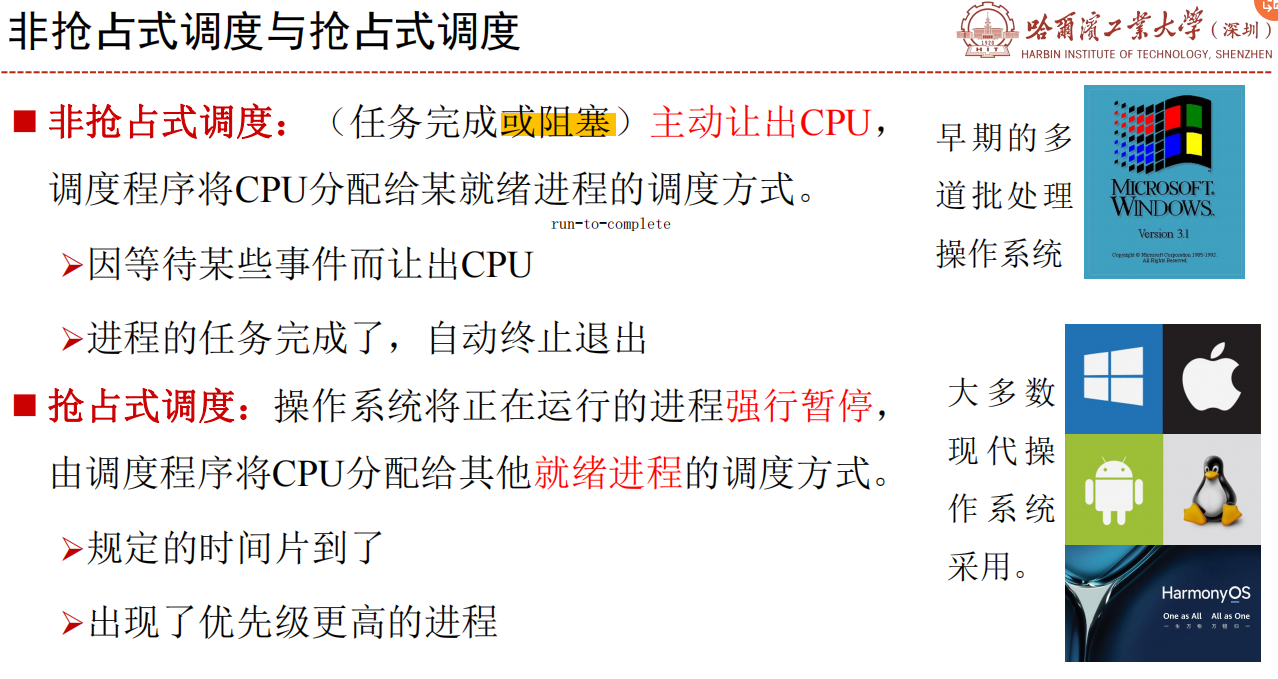 非抢占式调度与抢占式调度
哈爾濱工業大學(深圳)
HARBIN INSTITUTE OF TECHNOLOGY, SHENZHEN
1920
HIT
■ 非抢占式调度：（任务完成或阻塞）主动让出CPU，
调度程序将CPU分配给某就绪进程的调度方式。
run-to-complete
➢因等待某些事件而让出CPU
➢进程的任务完成了，自动终止退出
早期的多
道批处理
操作系统
MICROSOFT.
WINDOWS.
Version 3.1
Copyright © Microsoft Corporation 1985-1992.
All Rights Reserved.
■ 抢占式调度：操作系统将正在运行的进程强行暂停，
由调度程序将CPU分配给其他就绪进程的调度方式。
➢规定的时间片到了
➢出现了优先级更高的进程
大多数
现代操
作系统
采用。
HarmonyOS
One as All All as One